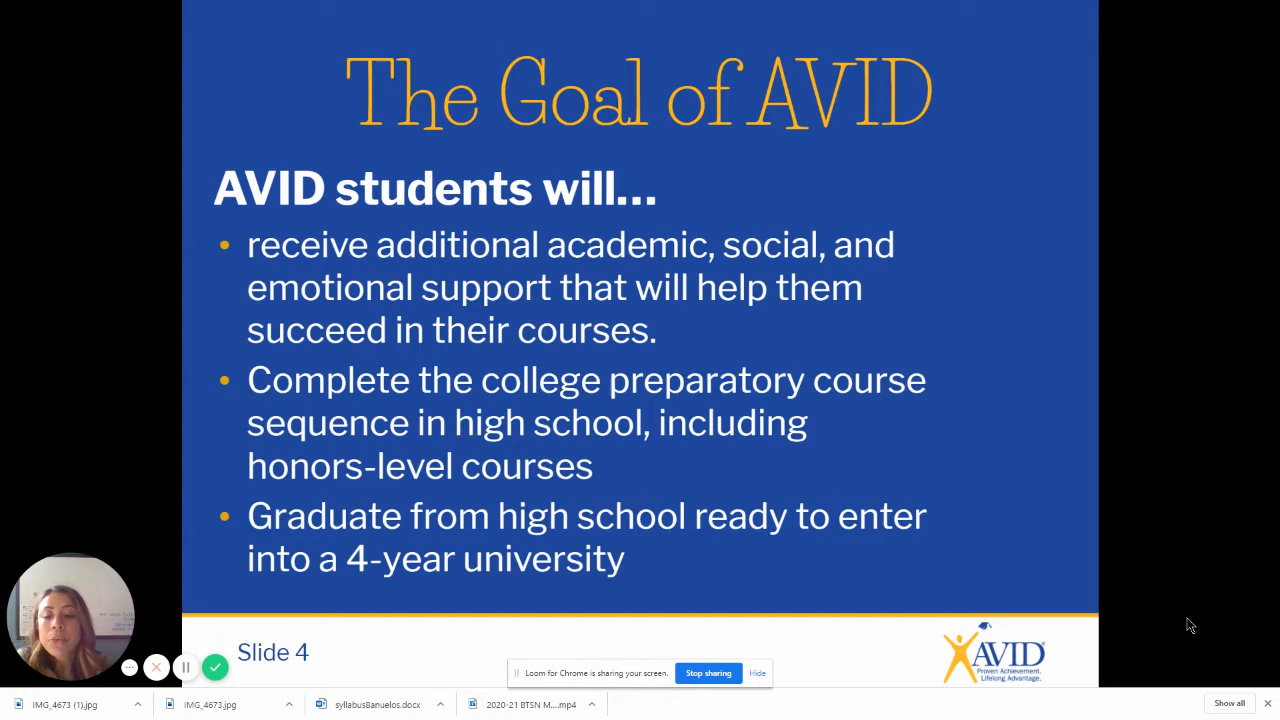 The Goal of AVID
AVID students will...
• receive additional academic, social, and
emotional support that will help them
succeed in their courses.
• Complete the college preparatory course
sequence in high school, including
honors-level courses
• Graduate from high school ready to enter
into a 4-year university
Slide 4
AVID
Proven Achievement.
Lifelong Advantage.
Loom for Chrome is sharing your screen.
Stop sharing
Hide
IMG_4673 (1).jpg
IMG_4673.jpg
syllabusBanuelos.docx
2020-21 BTSN M....mp4
Show all